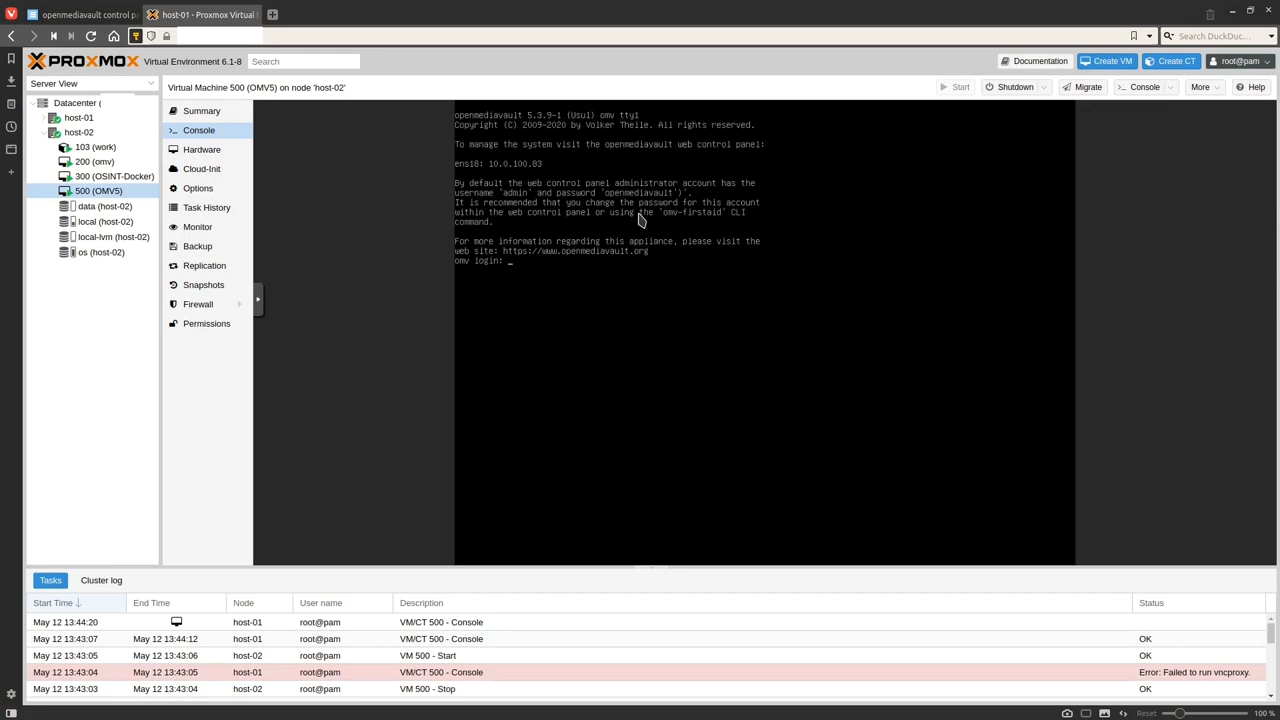 openmediavault control pa
host-01 - Proxmox Virtual
Search DuckDuc...
PROXMOX
Virtual Environment 6.1-8
Search
Documentation
Create VM
Create CT
root@pam
Server View
Virtual Machine 500 (OMV5) on node 'host-02'
Start
Shutdown
Migrate
Console
More
Help
Datacenter (
host-01
host-02
103 (work)
200 (omv)
300 (OSINT-Docker)
500 (OMV5)
data (host-02)
local (host-02)
local-lvm (host-02)
os (host-02)
Summary
Console
Hardware
Cloud-Init
Options
Task History
Monitor
Backup
Replication
Snapshots
Firewall
Permissions
openmediavault 5.3.9-1 (Usul) omv tty1
Copyright (C) 2009-2020 by Volker Theile. All rights reserved.
To manage the system visit the openmediavault web control panel:
ens18: 10.0.100.83
By default the web control panel administrator account has the
username 'admin' and password 'openmediavault')'.
It is recommended that you change the password for this account
within the web control panel or using the 'omv-firstaid' CLI
command.
For more information regarding this appliance, please visit the
web site: https://www.openmediavault.org
omv login: _
Tasks
Cluster log
Start Time End Time Node User name Description Status
May 12 13:44:20 host-01 root@pam VM/CT 500 - Console
May 12 13:43:07 May 12 13:44:12 host-01 root@pam VM/CT 500 - Console OK
May 12 13:43:05 May 12 13:43:06 host-02 root@pam VM 500 - Start OK
May 12 13:43:04 May 12 13:43:05 host-01 root@pam VM/CT 500 - Console Error: Failed to run vncproxy.
May 12 13:43:03 May 12 13:43:04 host-02 root@pam VM 500 - Stop OK
Reset
100 %